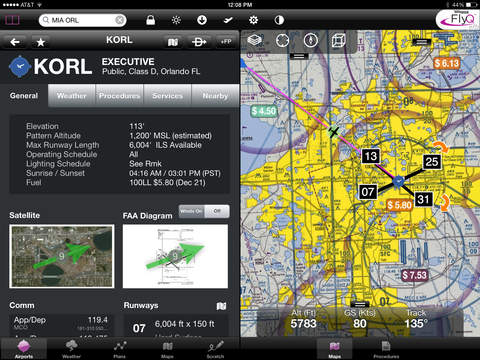 AT&T
12:08 PM
83%
MIA ORL
FlyQ
KORL
+FP
KORL
EXECUTIVE
Public, Class D, Orlando FL
General Weather Procedures Services Nearby
Elevation 113'
Pattern Altitude 1,200' MSL (estimated)
Max Runway Length 6,004' ILS Available
Operating Schedule All
Lighting Schedule See Rmk
Sunrise / Sunset 04:16 AM / 03:01 PM (PST)
Fuel 100LL $5.80 (Dec 21)
Satellite
FAA Diagram
Winds On Off
9
9
Comm
App/Dep 119.4
MCO
Runways
07 6,004 ft x 150 ft
$ 6.13
$ 4.50
13
25
07
31
$ 5.80
$ 7.53
Alt (Ft) GS (Kts) Track
5783 80 135°
Airports Weather Plans Maps Scratch
Maps Procedures